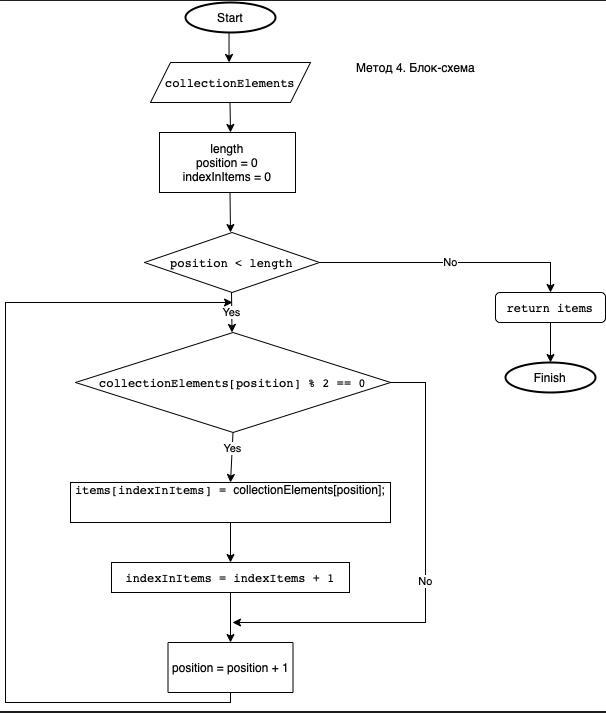 Start
collectionElements
Метод 4. Блок-схема
length
position = 0
indexInItems = 0
position < length
No
return items
Yes
Finish
collectionElements[position] % 2 == 0
Yes
items[indexInItems] = collectionElements[position];
indexInItems = indexItems + 1
No
position = position + 1